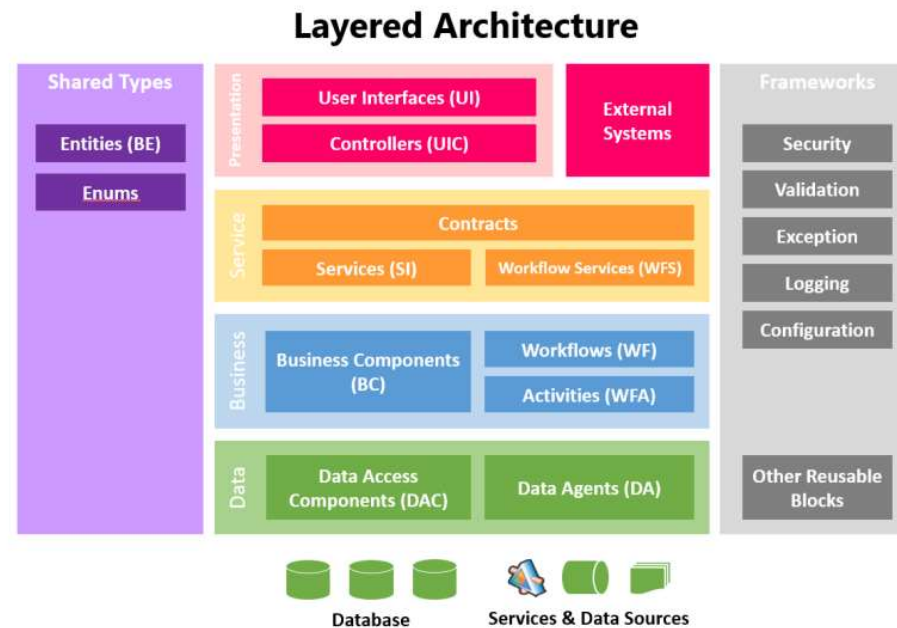 Layered Architecture
Shared Types
Entities (BE)
Enums
Presentation
User Interfaces (UI)
Controllers (UIC)
External
Systems
Service
Contracts
Services (SI)
Workflow Services (WFS)
Business
Business Components
(BC)
Workflows (WF)
Activities (WFA)
Data
Data Access
Components (DAC)
Data Agents (DA)
Frameworks
Security
Validation
Exception
Logging
Configuration
Other Reusable
Blocks
Database
Services & Data Sources